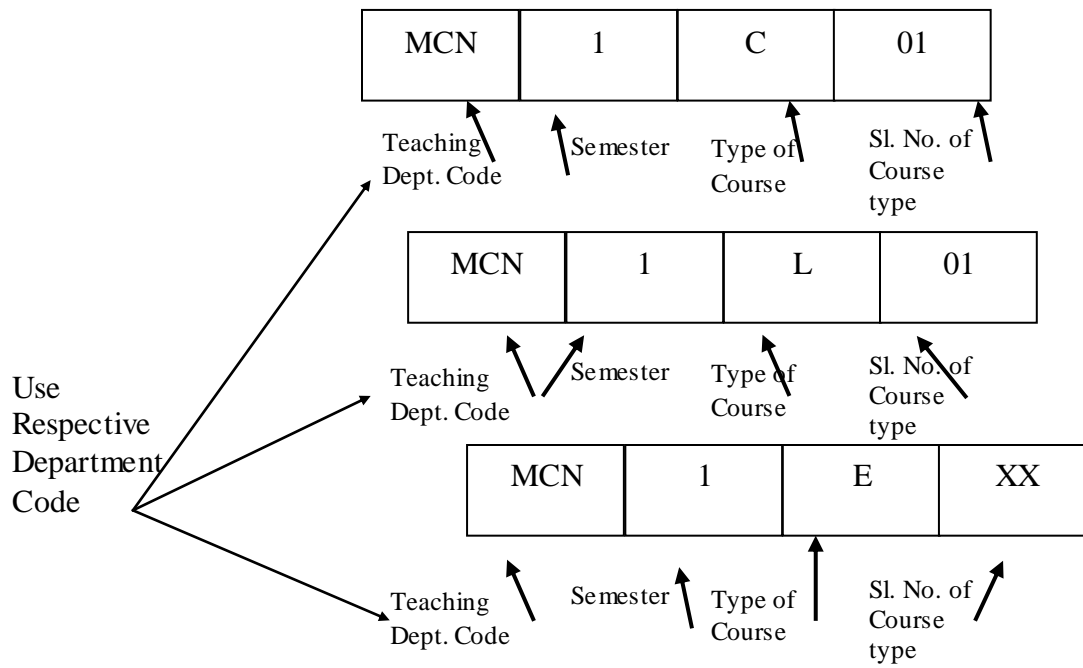 MCN 1 C 01
Teaching
Dept. Code
Semester
Type of
Course
Sl. No. of
Course
type
MCN 1 L 01
Teaching
Dept. Code
Semester
Type of
Course
Sl. No. of
Course
type
Use
Respective
Department
Code
MCN 1 E XX
Teaching
Dept. Code
Semester
Type of
Course
Sl. No. of
Course
type